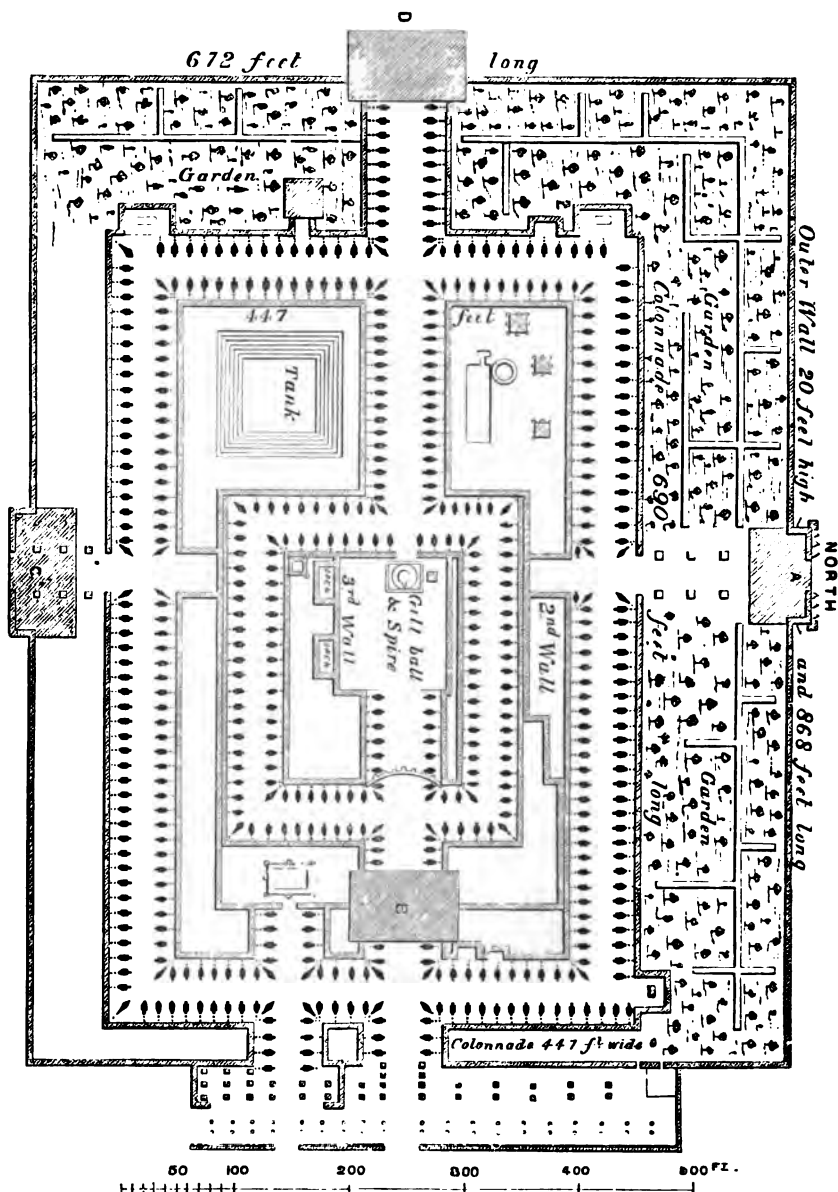 D
672 feet long
Garden
Outer Wall 20 feet high and 868 feet long
Garden
Colonnade 690 feet long
447 feet
Tank
A
NORTH
C
3rd Wall
Gill ball
& Spire
2nd Wall
Garden
B
Colonnade 447 ft wide
50 100 200 300 400 500 FT.